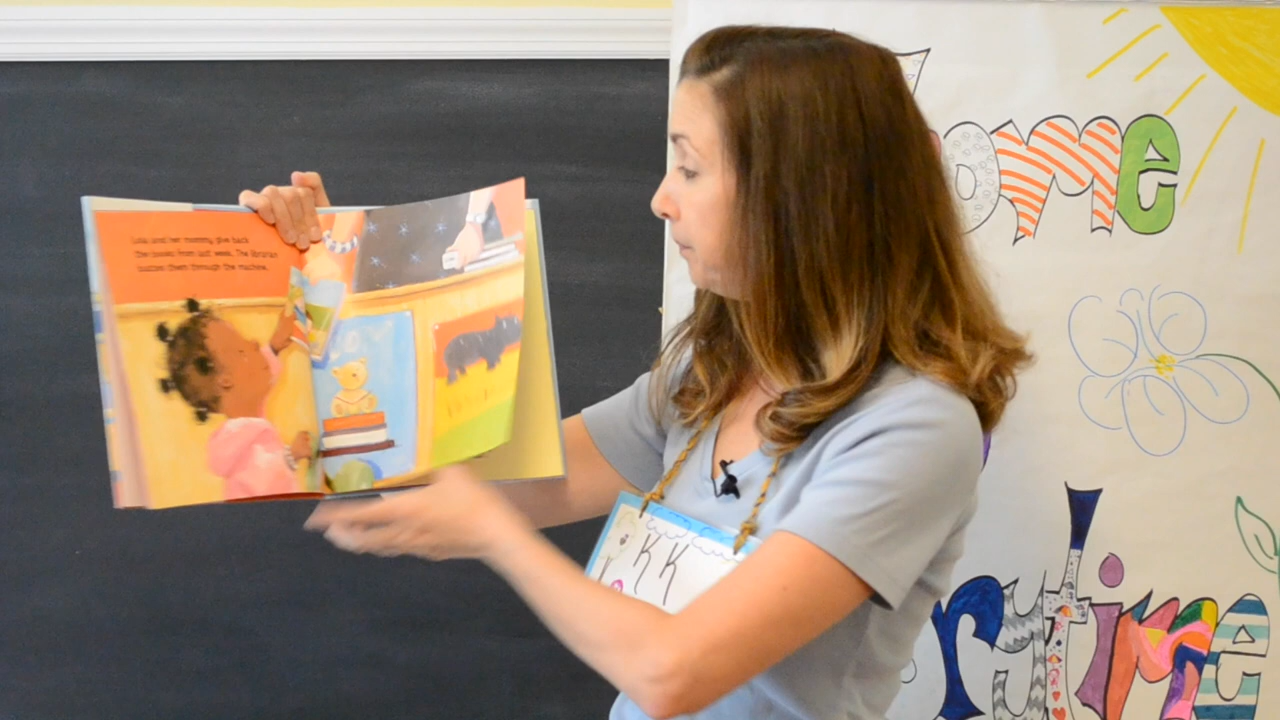 Lola and her mommy give back
the books from last week. The librarian
buzzes them through the machine.
ome
KK
rytime